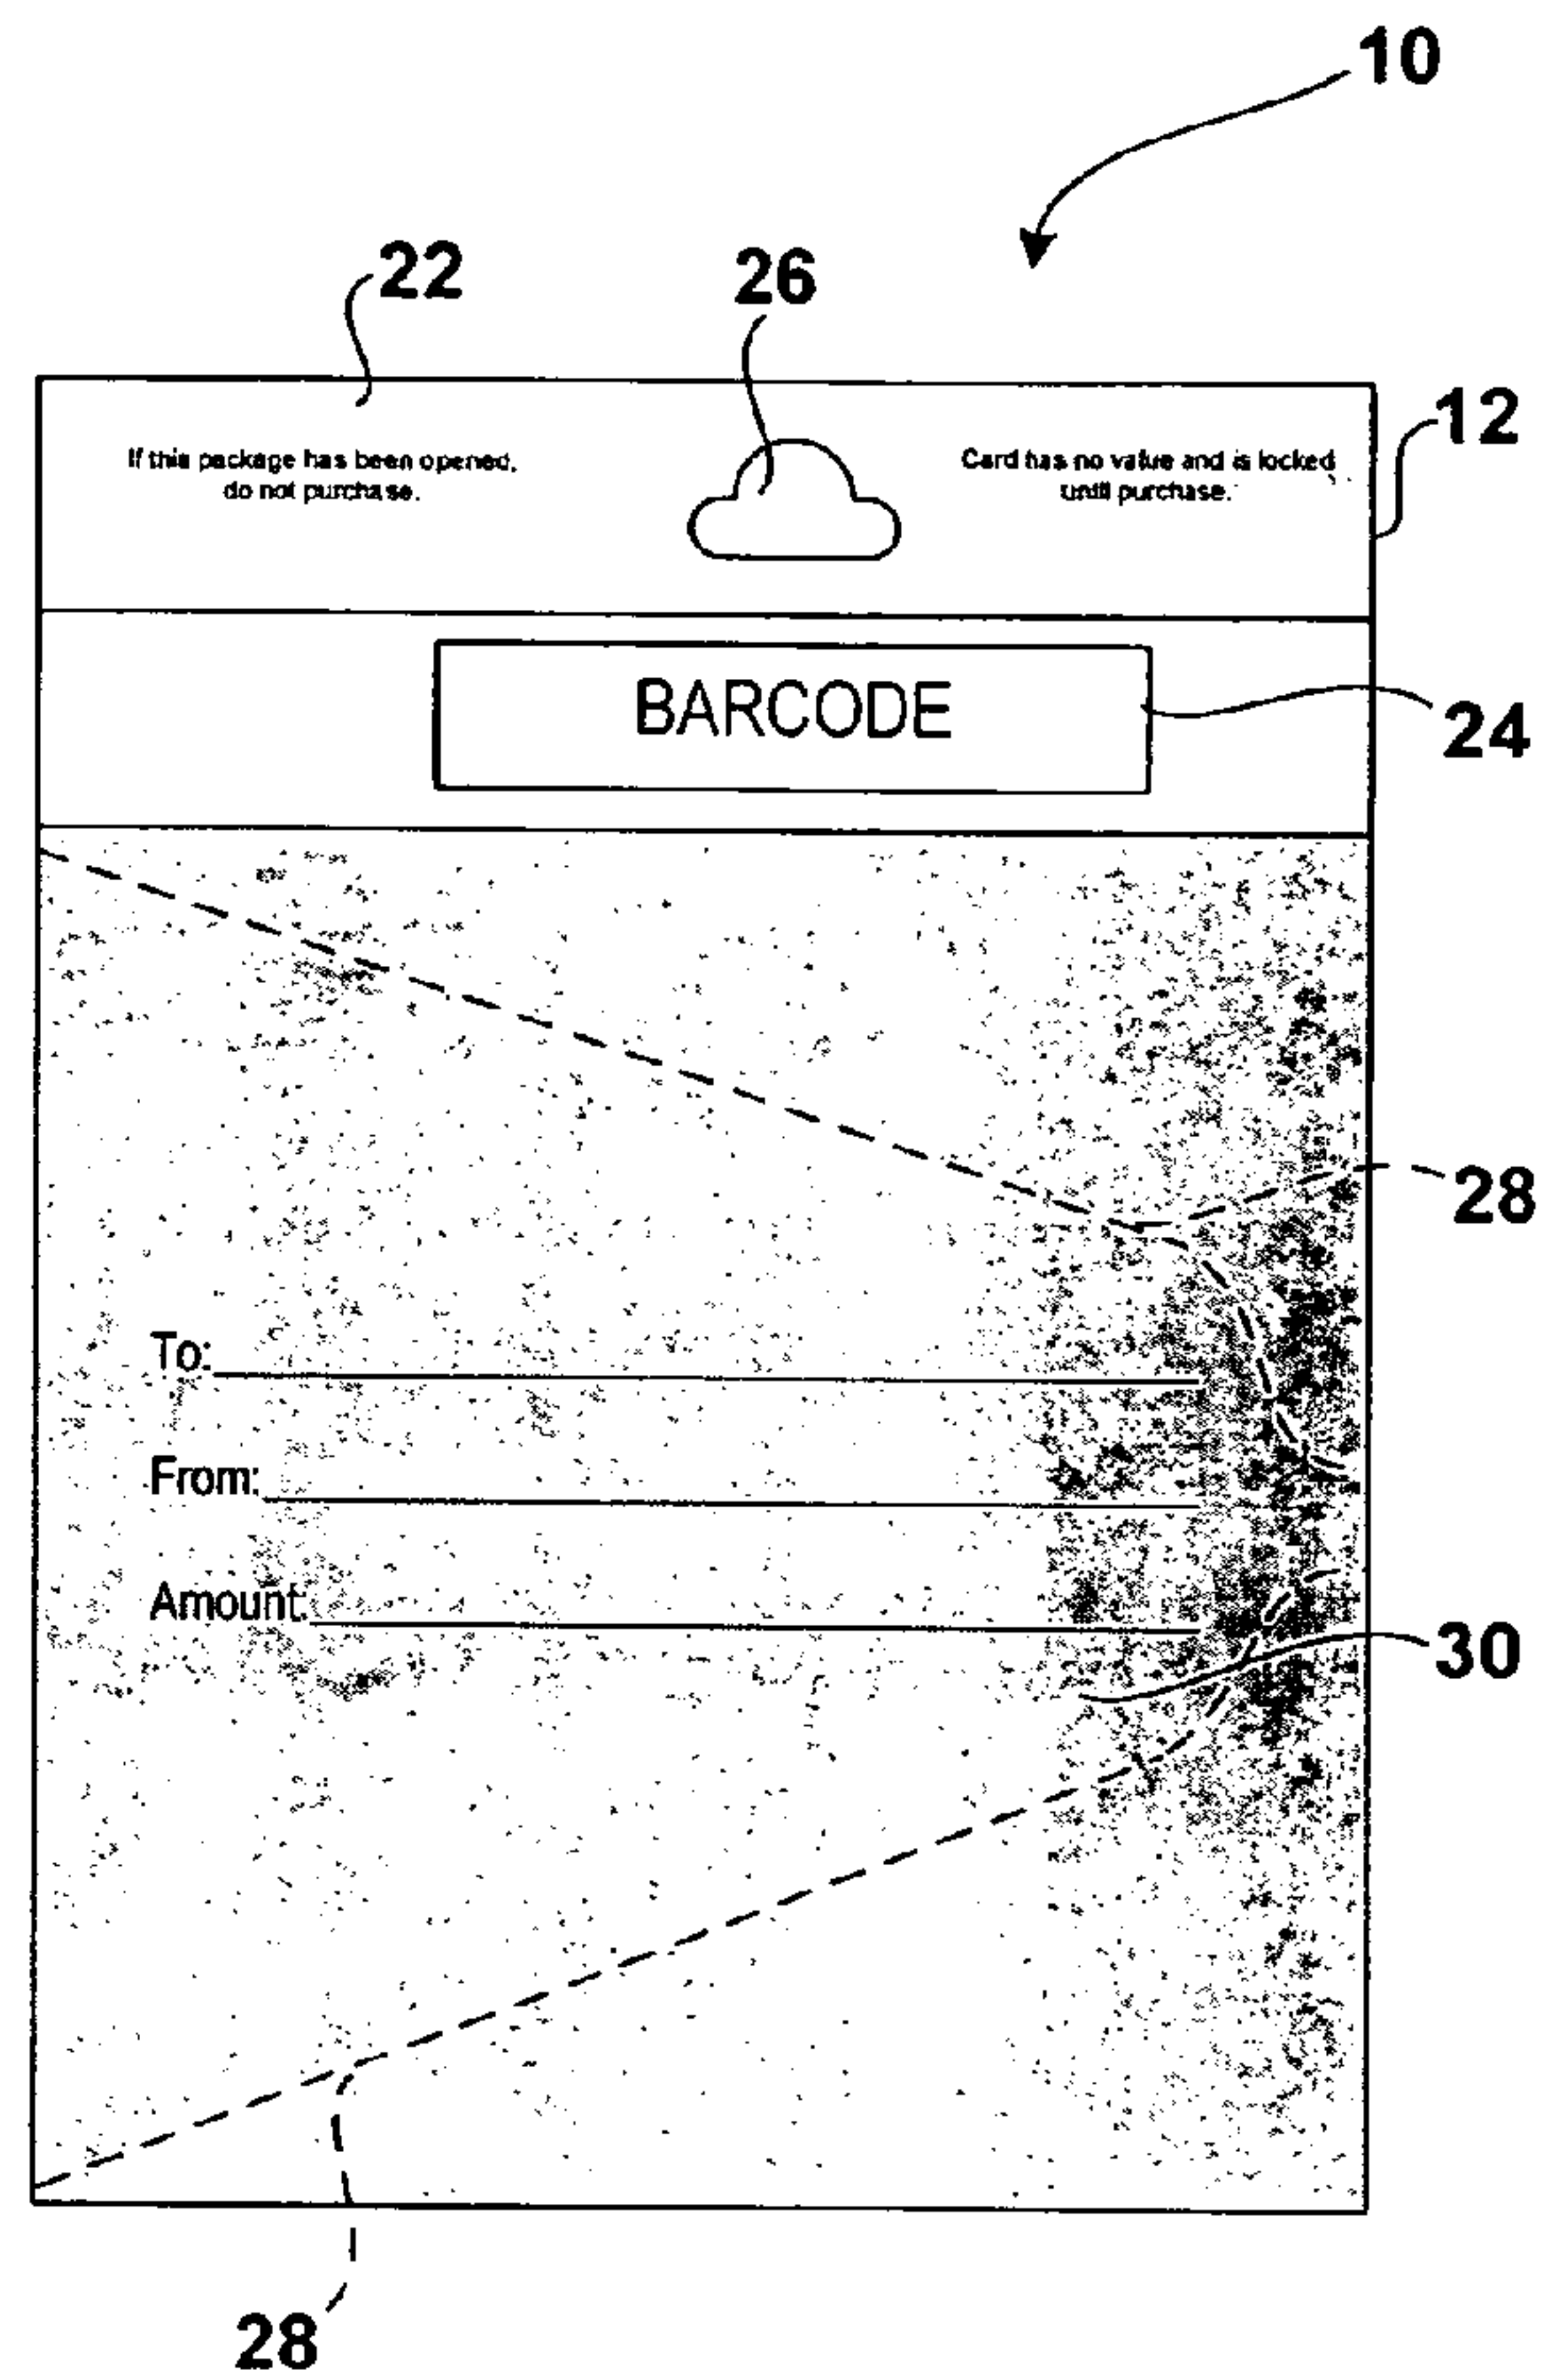 10
22
26
12
If this package has been opened,
do not purchase.
Card has no value and is locked
until purchase.
BARCODE
24
28
To:
From:
Amount:
30
28